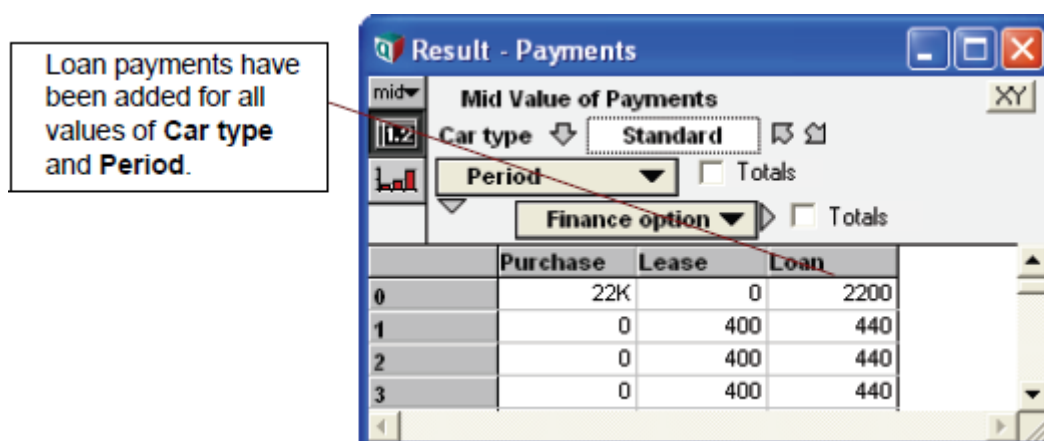 Loan payments have
been added for all
values of Car type
and Period.
Result - Payments
mid
Mid Value of Payments
XY
1.2
Car type Standard
Period Totals
Finance option Totals
Purchase Lease Loan
0 22K 0 2200
1 0 400 440
2 0 400 440
3 0 400 440